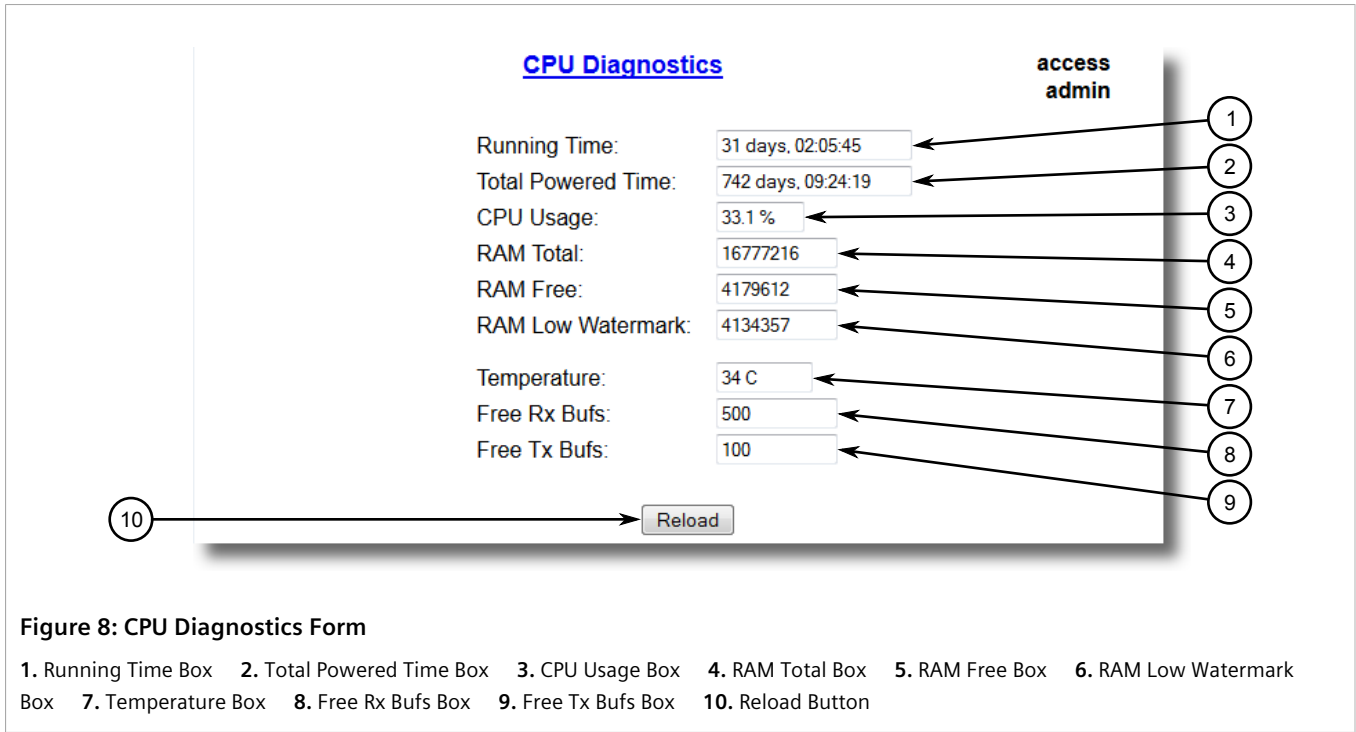 CPU Diagnostics
access
admin
Running Time: 31 days, 02:05:45
Total Powered Time: 742 days, 09:24:19
CPU Usage: 33.1 %
RAM Total: 16777216
RAM Free: 4179612
RAM Low Watermark: 4134357
Temperature: 34 C
Free Rx Bufs: 500
Free Tx Bufs: 100
Reload
1
2
3
4
5
6
7
8
9
10
Figure 8: CPU Diagnostics Form
1. Running Time Box 2. Total Powered Time Box 3. CPU Usage Box 4. RAM Total Box 5. RAM Free Box 6. RAM Low Watermark
Box 7. Temperature Box 8. Free Rx Bufs Box 9. Free Tx Bufs Box 10. Reload Button